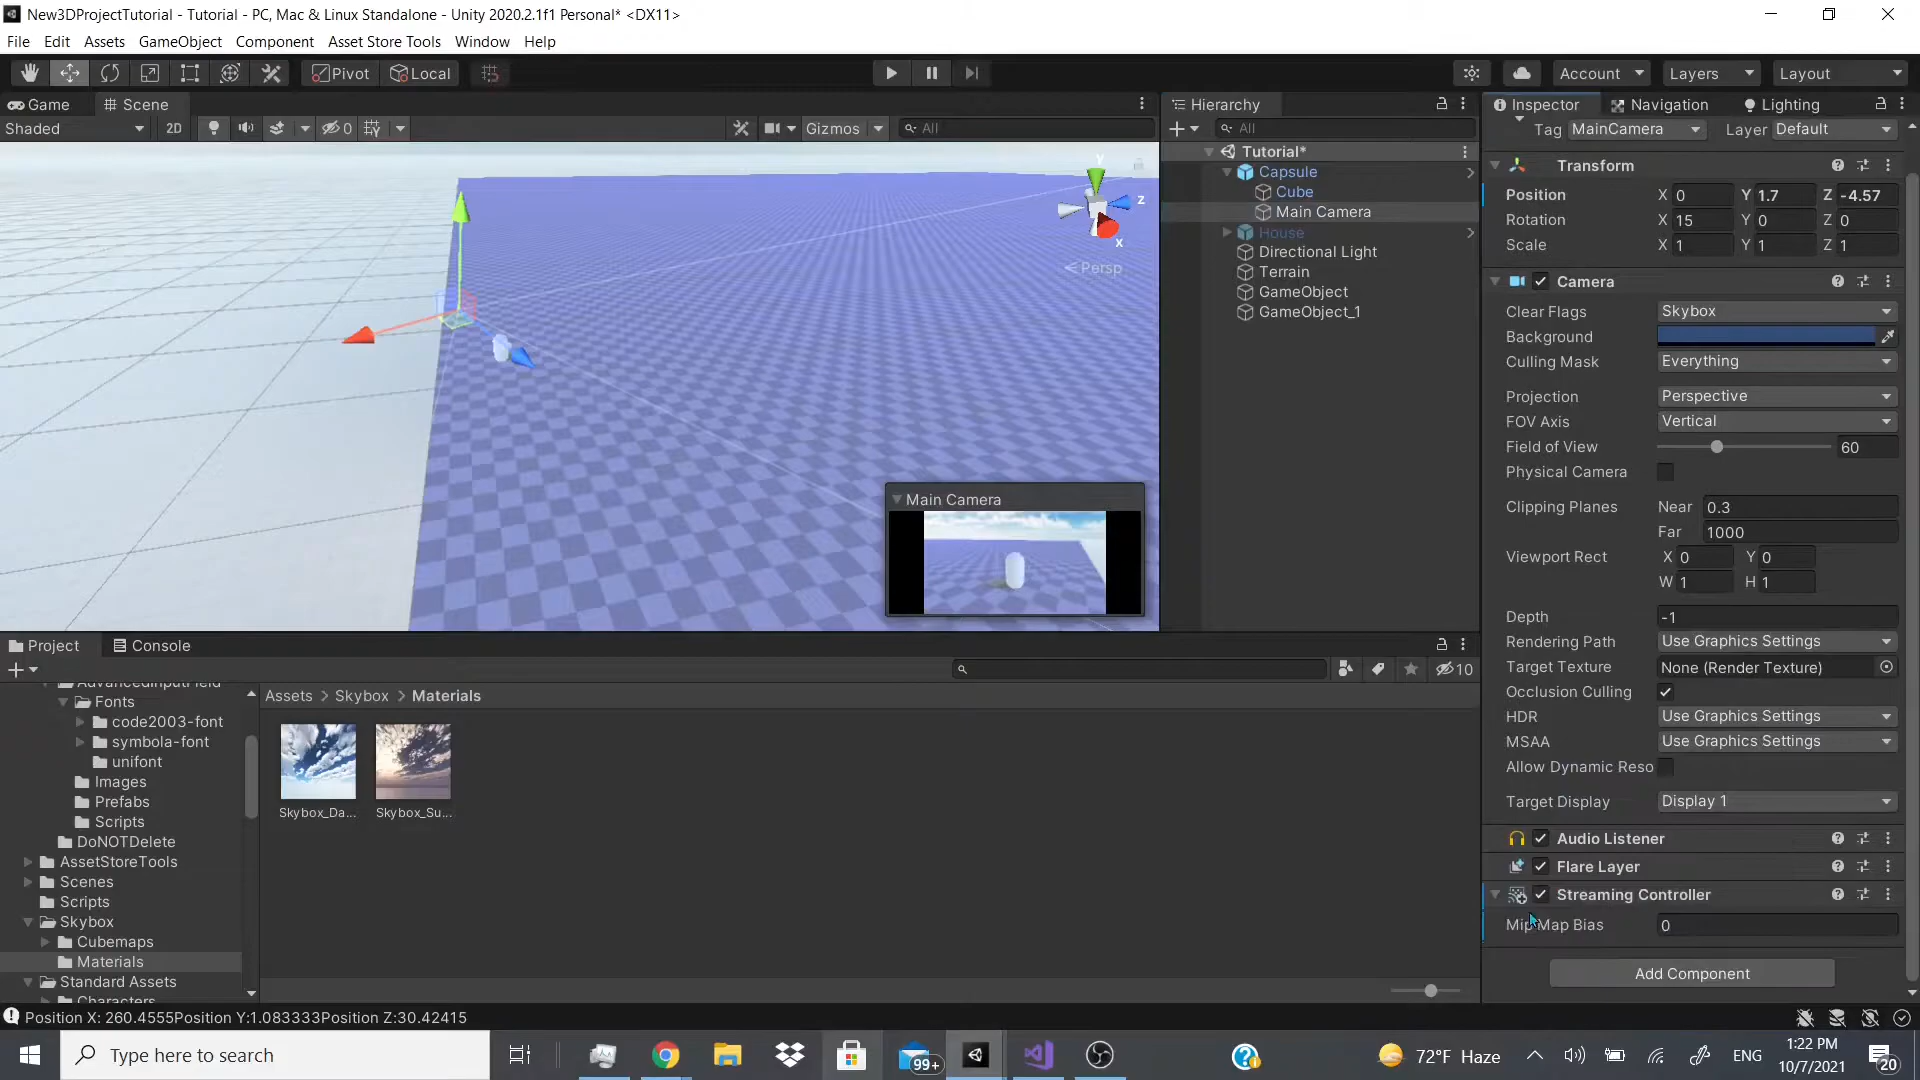 New3DProjectTutorial - Tutorial - PC, Mac & Linux Standalone - Unity 2020.2.1f1 Personal* <DX11>
File Edit Assets GameObject Component Asset Store Tools Window Help
Pivot Local Account Layers Layout
Game Scene
Shaded 2D 0 Gizmos All
y z x
Persp
Main Camera
Hierarchy
All
Tutorial*
Capsule
Cube
Main Camera
House
Directional Light
Terrain
GameObject
GameObject_1
Inspector Navigation Lighting
Tag MainCamera Layer Default
Transform
Position X 0 Y 1.7 Z -4.57
Rotation X 15 Y 0 Z 0
Scale X 1 Y 1 Z 1
Camera
Clear Flags Skybox
Background
Culling Mask Everything
Projection Perspective
FOV Axis Vertical
Field of View 60
Physical Camera
Clipping Planes Near 0.3
Far 1000
Viewport Rect X 0 Y 0
W 1 H 1
Depth -1
Rendering Path Use Graphics Settings
Target Texture None (Render Texture)
Occlusion Culling
HDR Use Graphics Settings
MSAA Use Graphics Settings
Allow Dynamic Reso
Target Display Display 1
Audio Listener
Flare Layer
Streaming Controller
Mip Map Bias 0
Add Component
Project Console
10
Fonts
code2003-font
symbola-font
unifont
Images
Prefabs
Scripts
DoNOTDelete
AssetStoreTools
Scenes
Scripts
Skybox
Cubemaps
Materials
Standard Assets
Characters
Assets > Skybox > Materials
Skybox_Da... Skybox_Su...
Position X: 260.4555Position Y:1.083333Position Z:30.42415
Type here to search
99+
72°F Haze
ENG
1:22 PM
10/7/2021
20